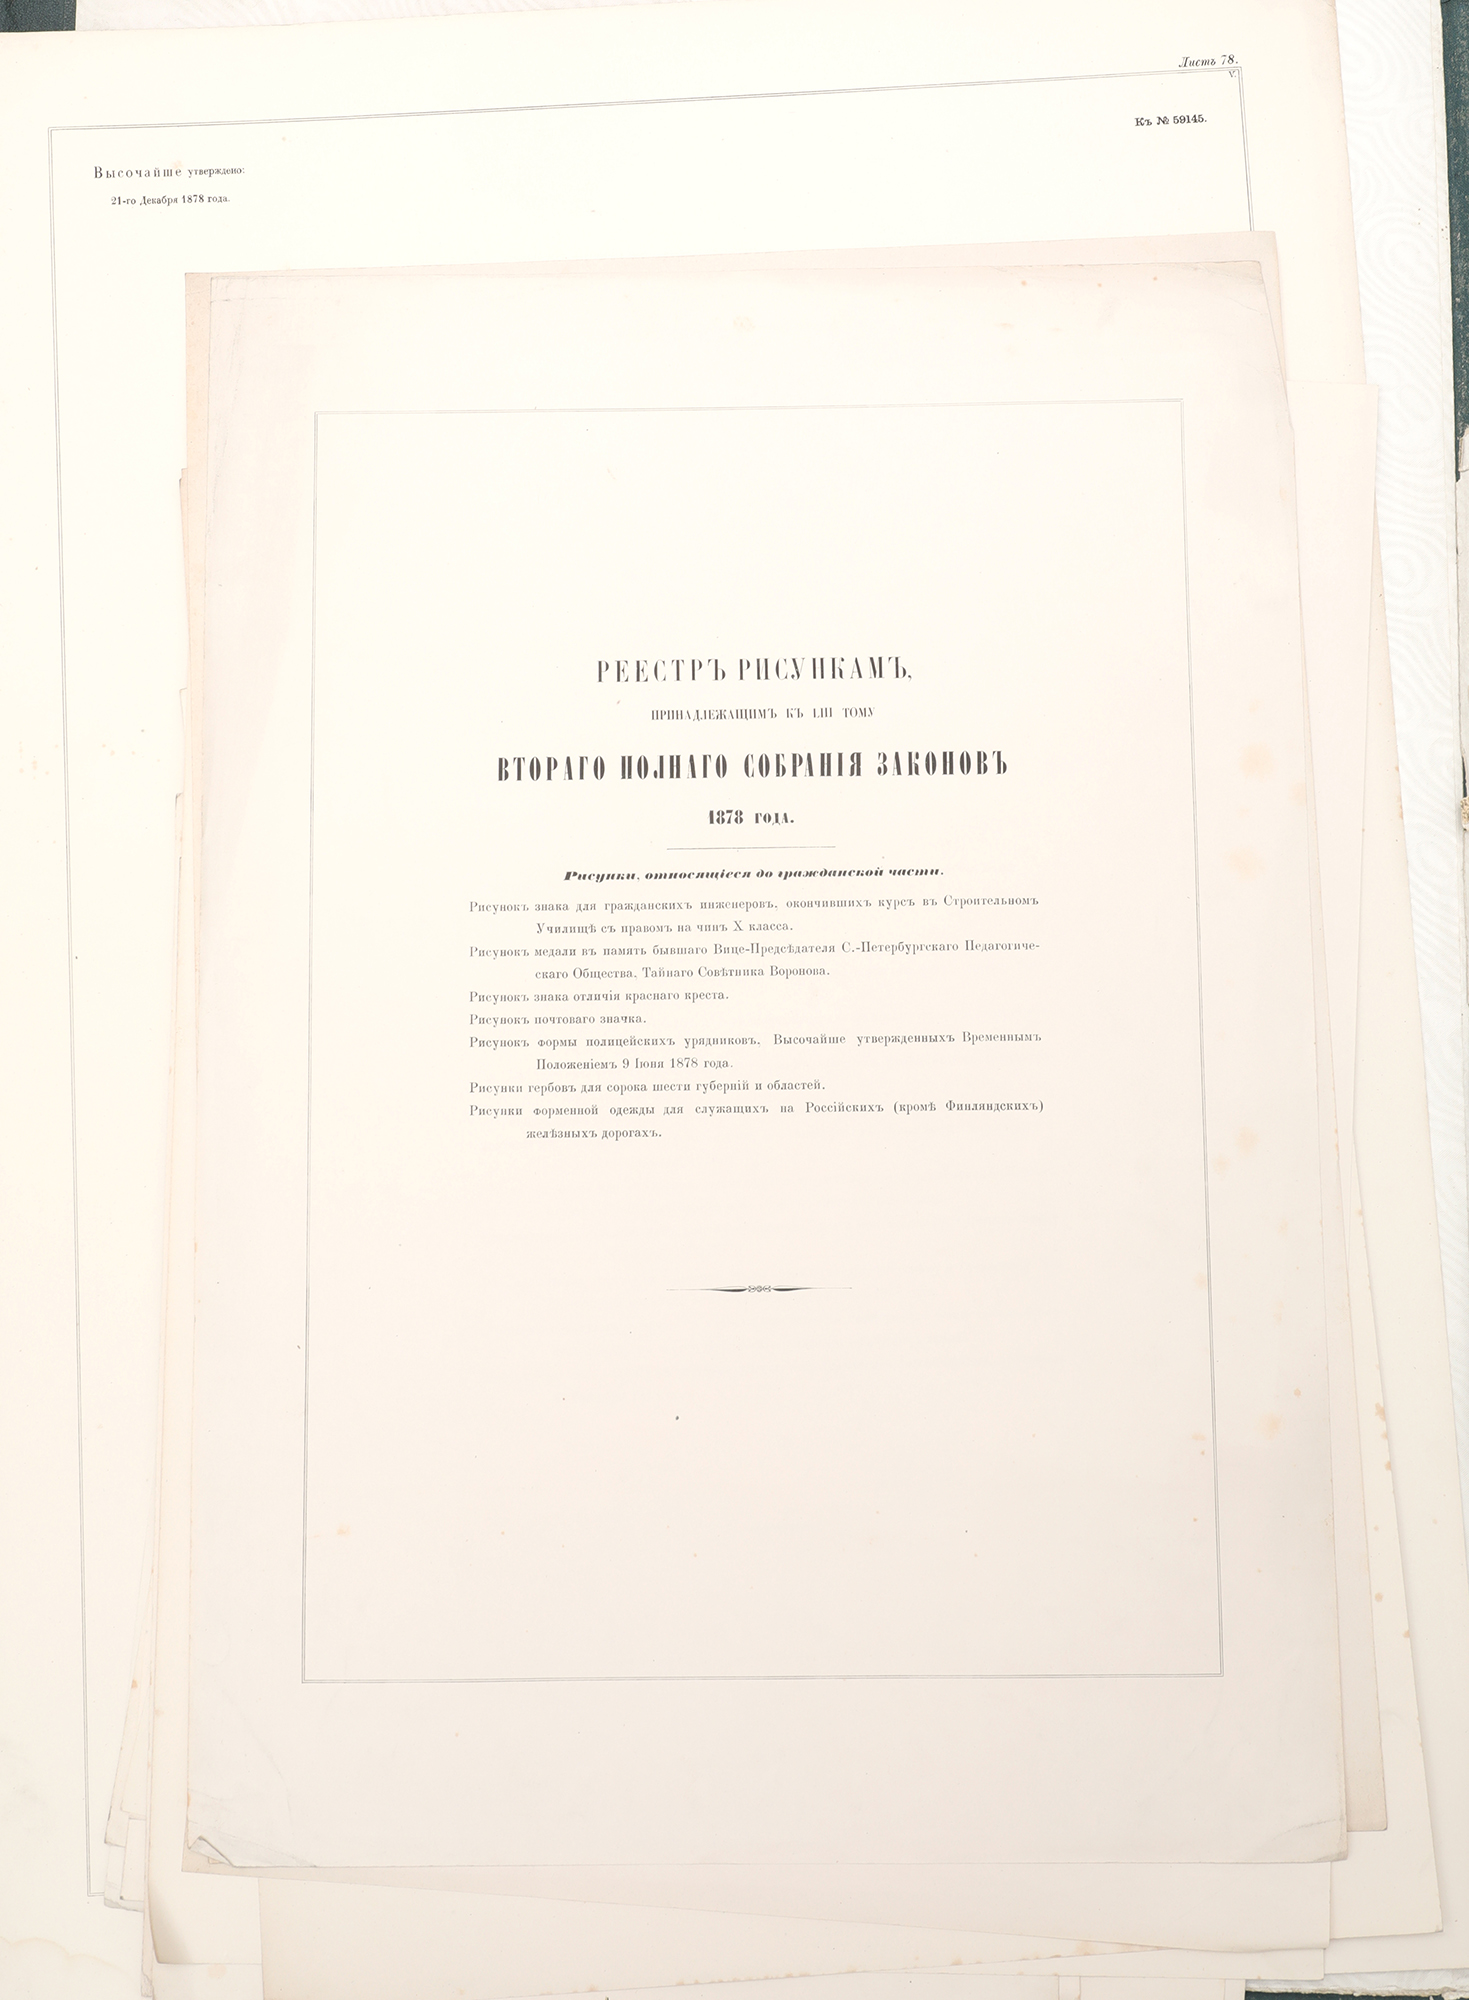 Листъ 78.
V.
Къ № 59145.
Высочайше утверждено:
21-го Декабря 1878 года.
РЕЕСТРЪ РИСУНКАМЪ,
ПРИНАДЛЕЖАЩИМЪ КЪ LIII ТОМУ
ВТОРАГО ПОЛНАГО СОБРАНІЯ ЗАКОНОВЪ
1878 ГОДА.
Рисунки, относящіеся до гражданской части.
Рисунокъ знака для гражданскихъ инженеровъ, окончившихъ курсъ въ Строительномъ
Училищѣ съ правомъ на чинъ X класса.
Рисунокъ медали въ память бывшаго Вице-Предсѣдателя С.-Петербургскаго Педагогиче-
скаго Общества, Тайнаго Совѣтника Воронова.
Рисунокъ знака отличія краснаго креста.
Рисунокъ почтоваго значка.
Рисунокъ формы полицейскихъ урядниковъ, Высочайше утвержденныхъ Временнымъ
Положеніемъ 9 Іюня 1878 года.
Рисунки гербовъ для сорока шести губерній и областей.
Рисунки форменной одежды для служащихъ на Россійскихъ (кромѣ Финляндскихъ)
желѣзныхъ дорогахъ.